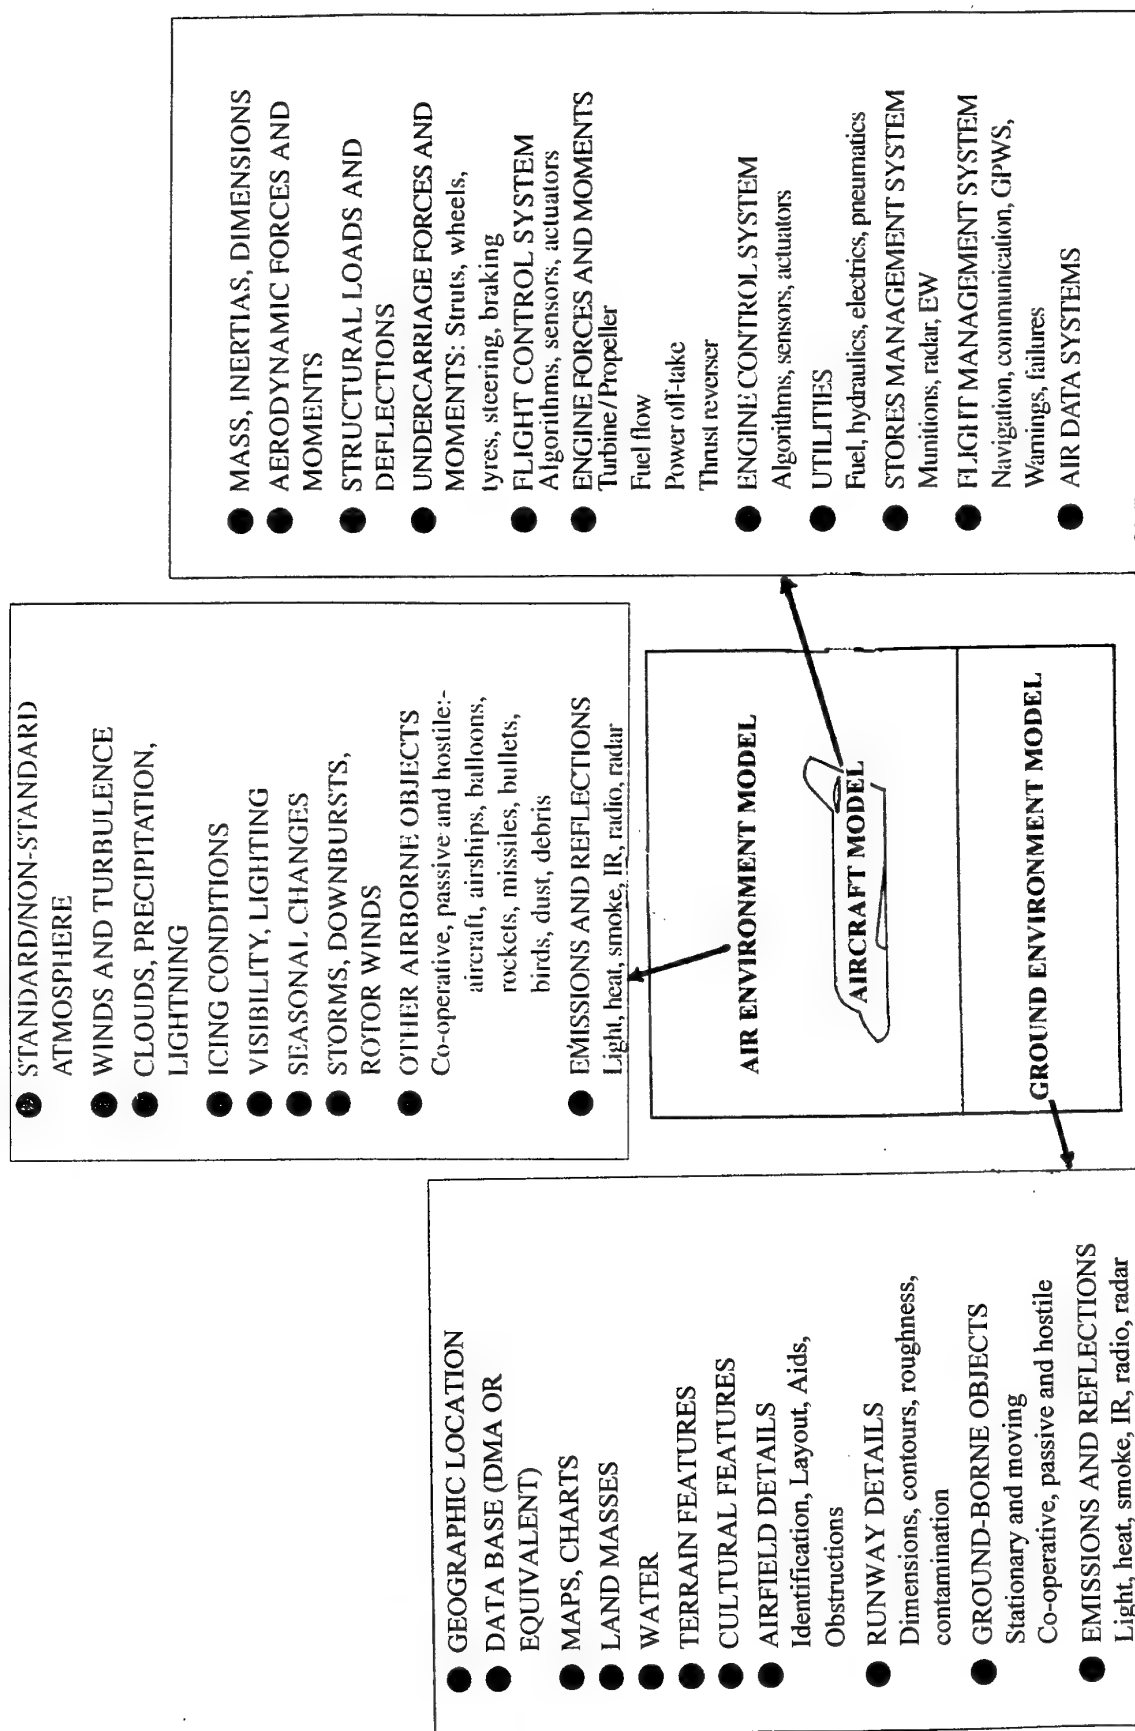 ● GEOGRAPHIC LOCATION
● DATA BASE (DMA OR
EQUIVALENT)
● MAPS, CHARTS
● LAND MASSES
● WATER
● TERRAIN FEATURES
● CULTURAL FEATURES
● AIRFIELD DETAILS
Identification, Layout, Aids,
Obstructions
● RUNWAY DETAILS
Dimensions, contours, roughness,
contamination
● GROUND-BORNE OBJECTS
Stationary and moving
Co-operative, passive and hostile
● EMISSIONS AND REFLECTIONS
Light, heat, smoke, IR, radio, radar
● STANDARD/NON-STANDARD
ATMOSPHERE
● WINDS AND TURBULENCE
● CLOUDS, PRECIPITATION,
LIGHTNING
● ICING CONDITIONS
● VISIBILITY, LIGHTING
● SEASONAL CHANGES
● STORMS, DOWNBURSTS,
ROTOR WINDS
● OTHER AIRBORNE OBJECTS
Co-operative, passive and hostile:-
aircraft, airships, balloons,
rockets, missiles, bullets,
birds, dust, debris
● EMISSIONS AND REFLECTIONS
Light, heat, smoke, IR, radio, radar
AIR ENVIRONMENT MODEL
AIRCRAFT MODEL
GROUND ENVIRONMENT MODEL
● MASS, INERTIAS, DIMENSIONS
● AERODYNAMIC FORCES AND
MOMENTS
● STRUCTURAL LOADS AND
DEFLECTIONS
● UNDERCARRIAGE FORCES AND
MOMENTS: Struts, wheels,
tyres, steering, braking
● FLIGHT CONTROL SYSTEM
Algorithms, sensors, actuators
● ENGINE FORCES AND MOMENTS
Turbine/Propeller
Fuel flow
Power off-take
Thrust reverser
● ENGINE CONTROL SYSTEM
Algorithms, sensors, actuators
● UTILITIES
Fuel, hydraulics, electrics, pneumatics
● STORES MANAGEMENT SYSTEM
Munitions, radar, EW
● FLIGHT MANAGEMENT SYSTEM
Navigation, communication, GPWS,
Warnings, failures
● AIR DATA SYSTEMS